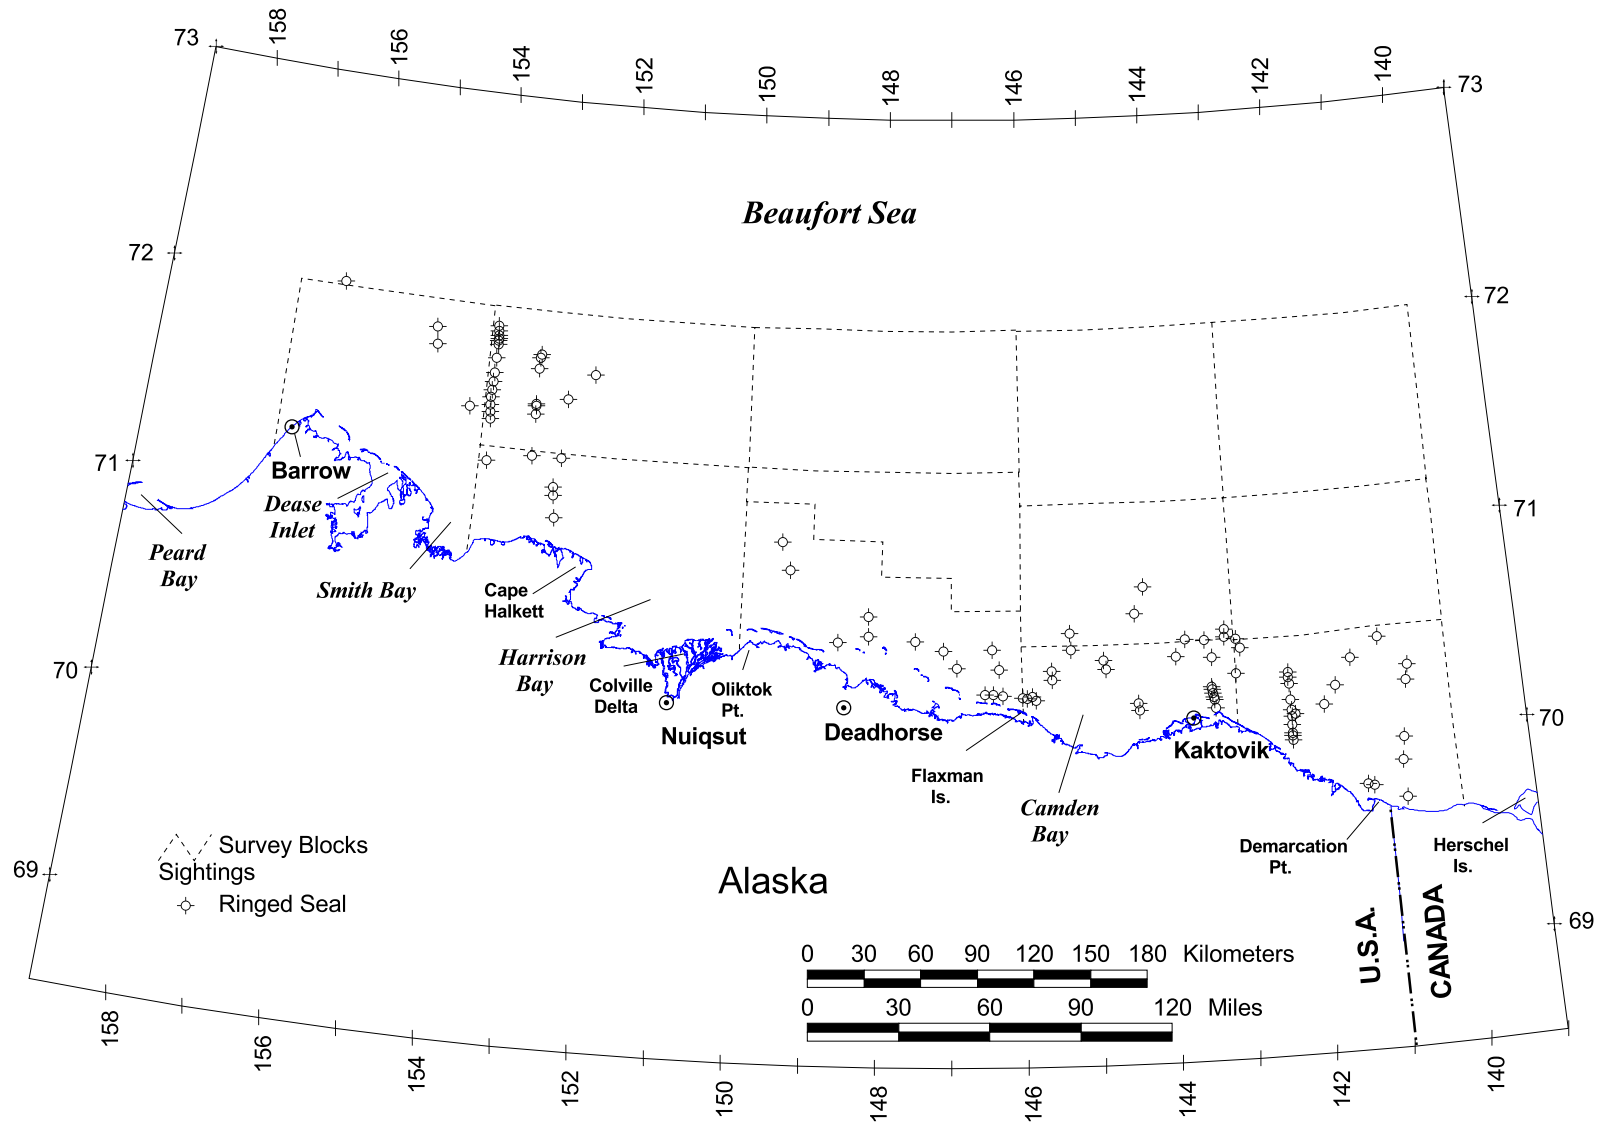 158
156
154
152
150
148
146
144
142
140
73
73
Beaufort Sea
72
72
71
71
Barrow
Dease
Inlet
Peard
Bay
Smith Bay
Cape
Halkett
Harrison
Bay
Colville
Delta
Oliktok
Pt.
Nuiqsut
Deadhorse
Kaktovik
70
70
Flaxman
Is.
Camden
Bay
Demarcation
Pt.
Herschel
Is.
Survey Blocks
Sightings
Ringed Seal
69
69
Alaska
U.S.A.
CANADA
0 30 60 90 120 150 180 Kilometers
0 30 60 90 120 Miles
158
156
154
152
150
148
146
144
142
140